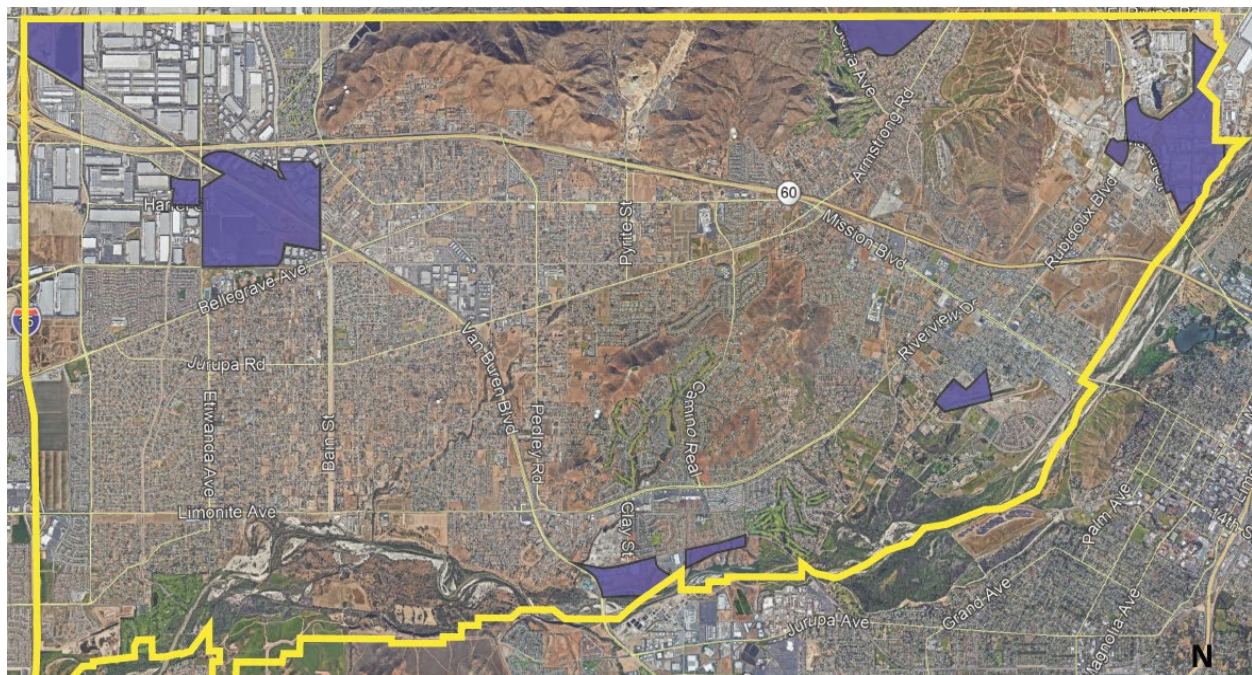 Armstrong Rd
60
Mission Blvd
Rubidoux Blvd
Pyrite St
Bellegrave Ave.
15
Jurupa Rd
Van Buren Blvd
Riverview Dr
Etiwanda Ave
Bain St
Pedley Rd
Camino Real
Limonite Ave
Clay St
Palm Ave
14th S
Grand Ave
Jurupa Ave
Magnolia Ave
N